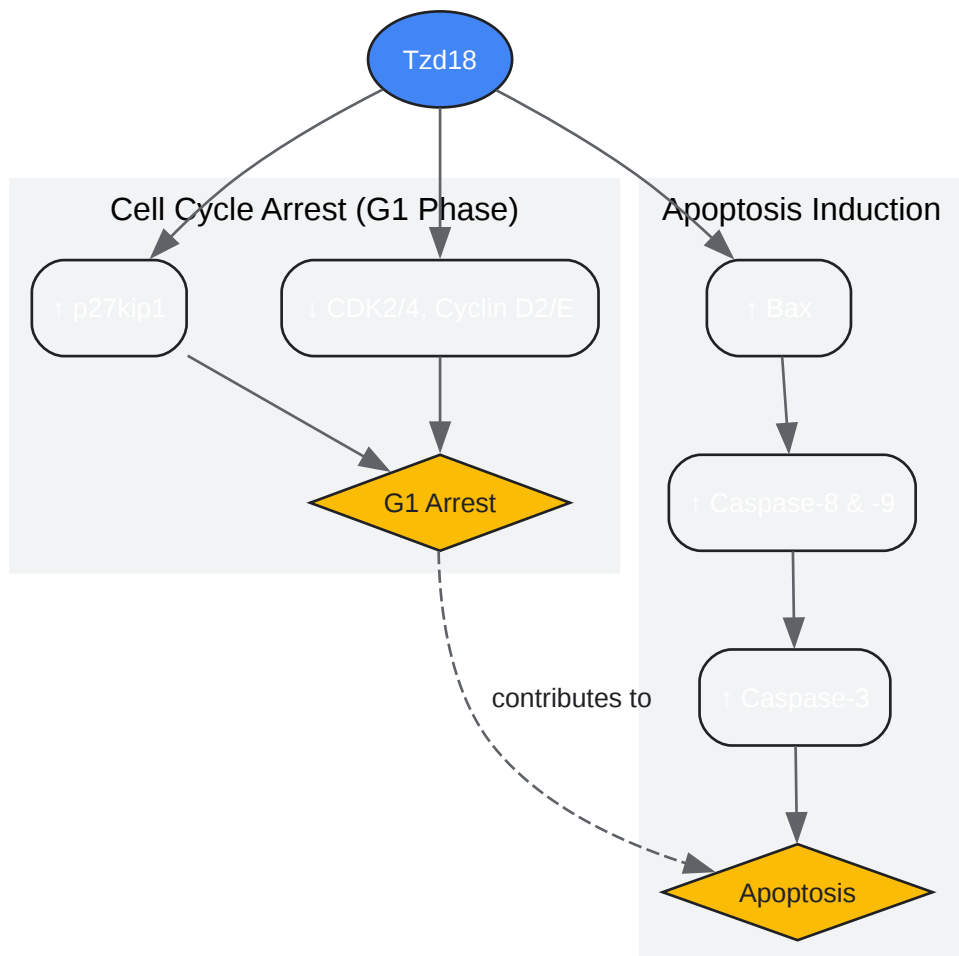 Tzd18
Cell Cycle Arrest (G1 Phase)
Apoptosis Induction
↑ p27kip1
↓ CDK2/4, Cyclin D2/E
↑ Bax
G1 Arrest
↑ Caspase-8 & -9
contributes to
↑ Caspase-3
Apoptosis